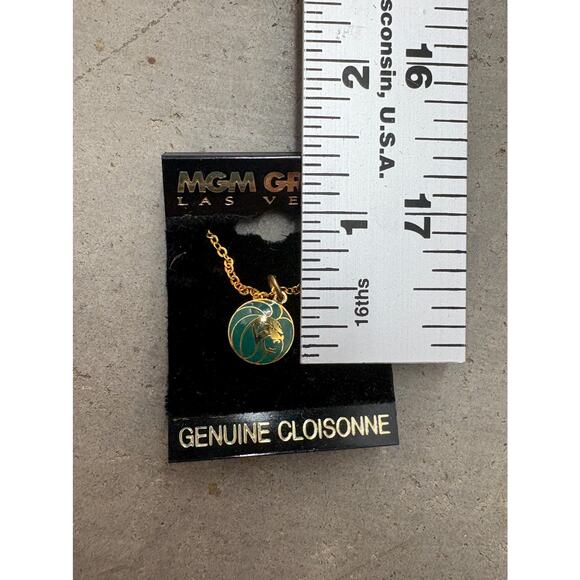 MGM GR
LAS VE
GENUINE CLOISONNE
sconsin, U.S.A.
2
1
16ths
16
17